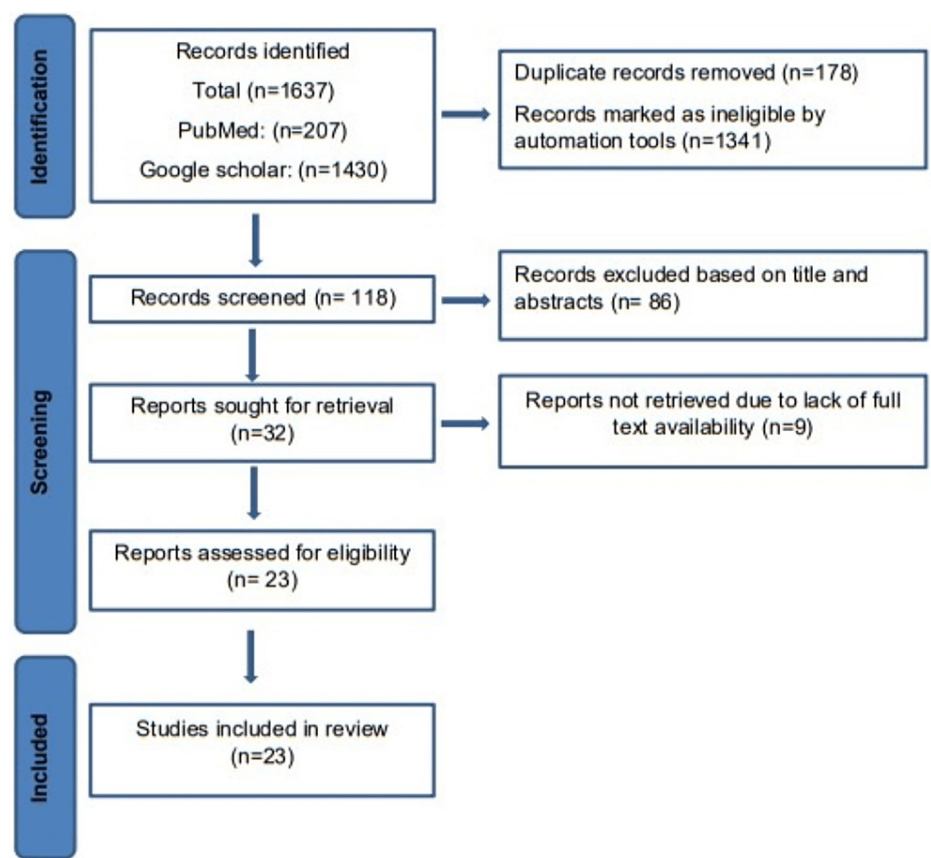 Identification
Records identified
Total (n=1637)
PubMed: (n=207)
Google scholar: (n=1430)
Duplicate records removed (n=178)
Records marked as ineligible by
automation tools (n=1341)
Screening
Records screened (n= 118)
Records excluded based on title and
abstracts (n= 86)
Reports sought for retrieval
(n=32)
Reports not retrieved due to lack of full
text availability (n=9)
Reports assessed for eligibility
(n= 23)
Included
Studies included in review
(n=23)